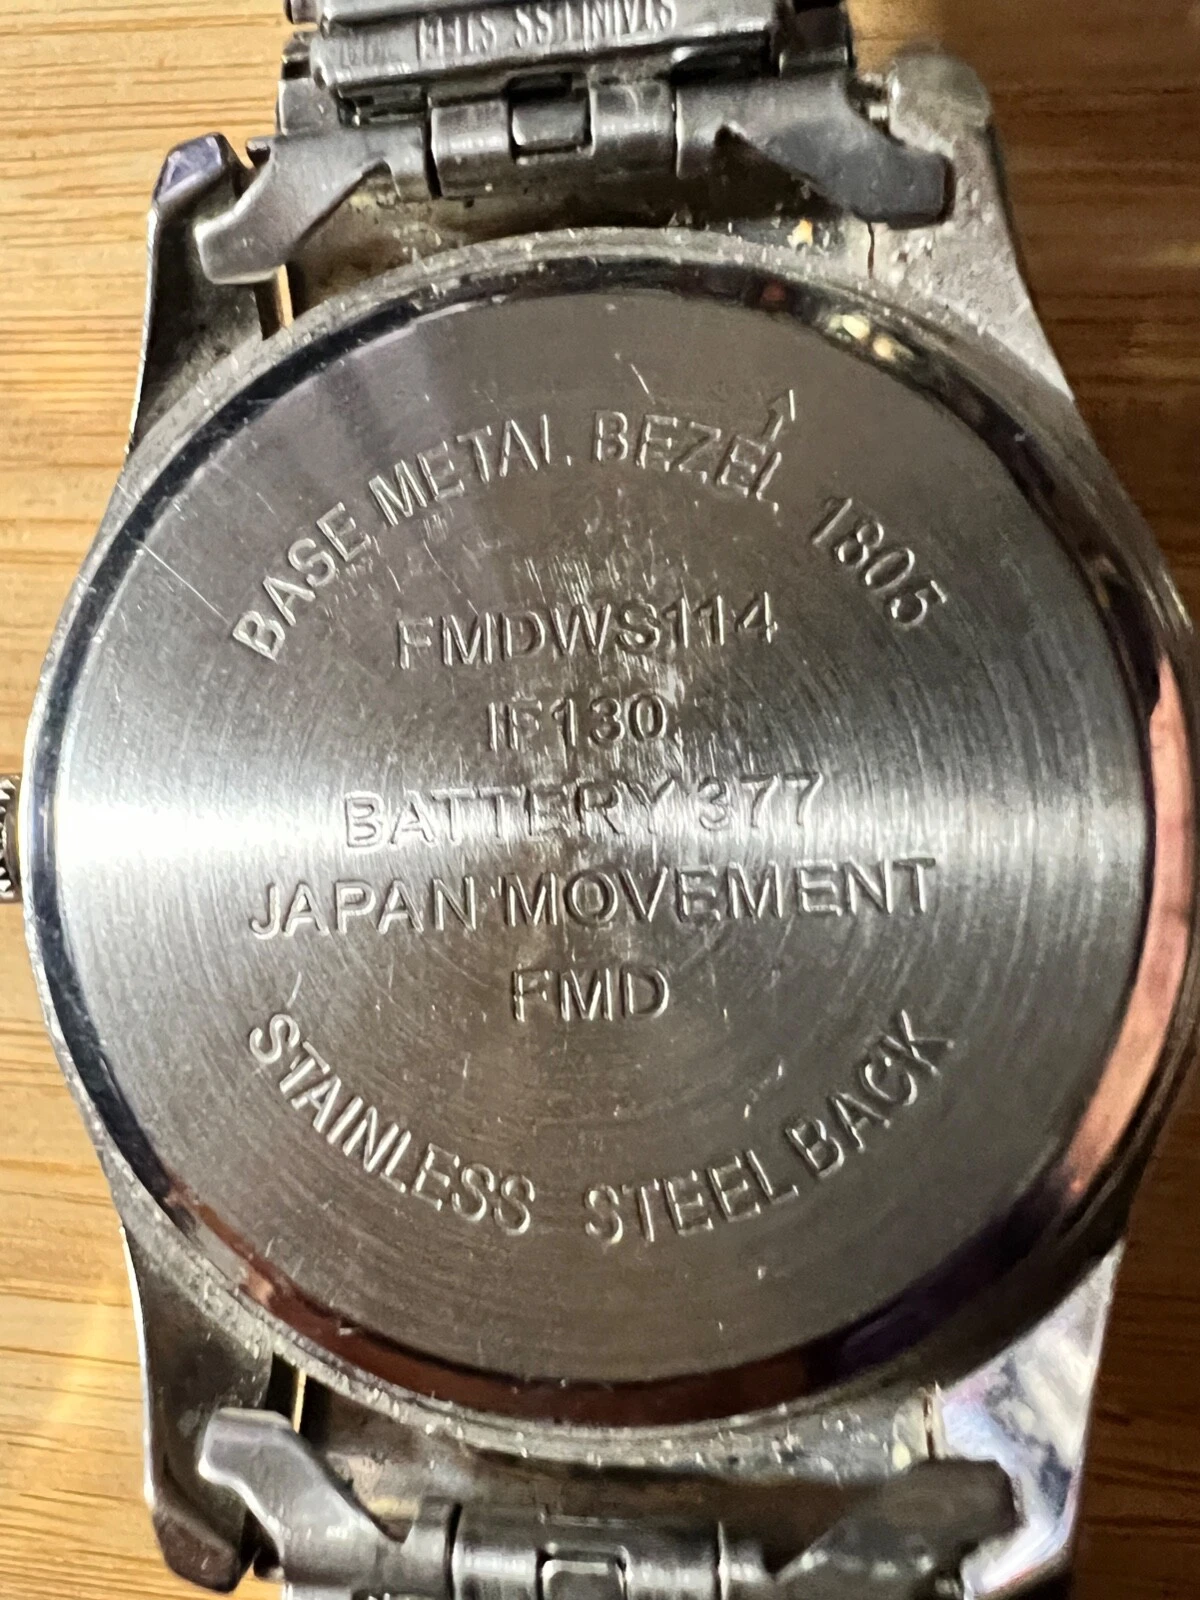 STAINLESS STEEL
BASE METAL BEZEL 1805
FMDWS114
IF130
BATTERY 377
JAPAN MOVEMENT
FMD
STAINLESS STEEL BACK